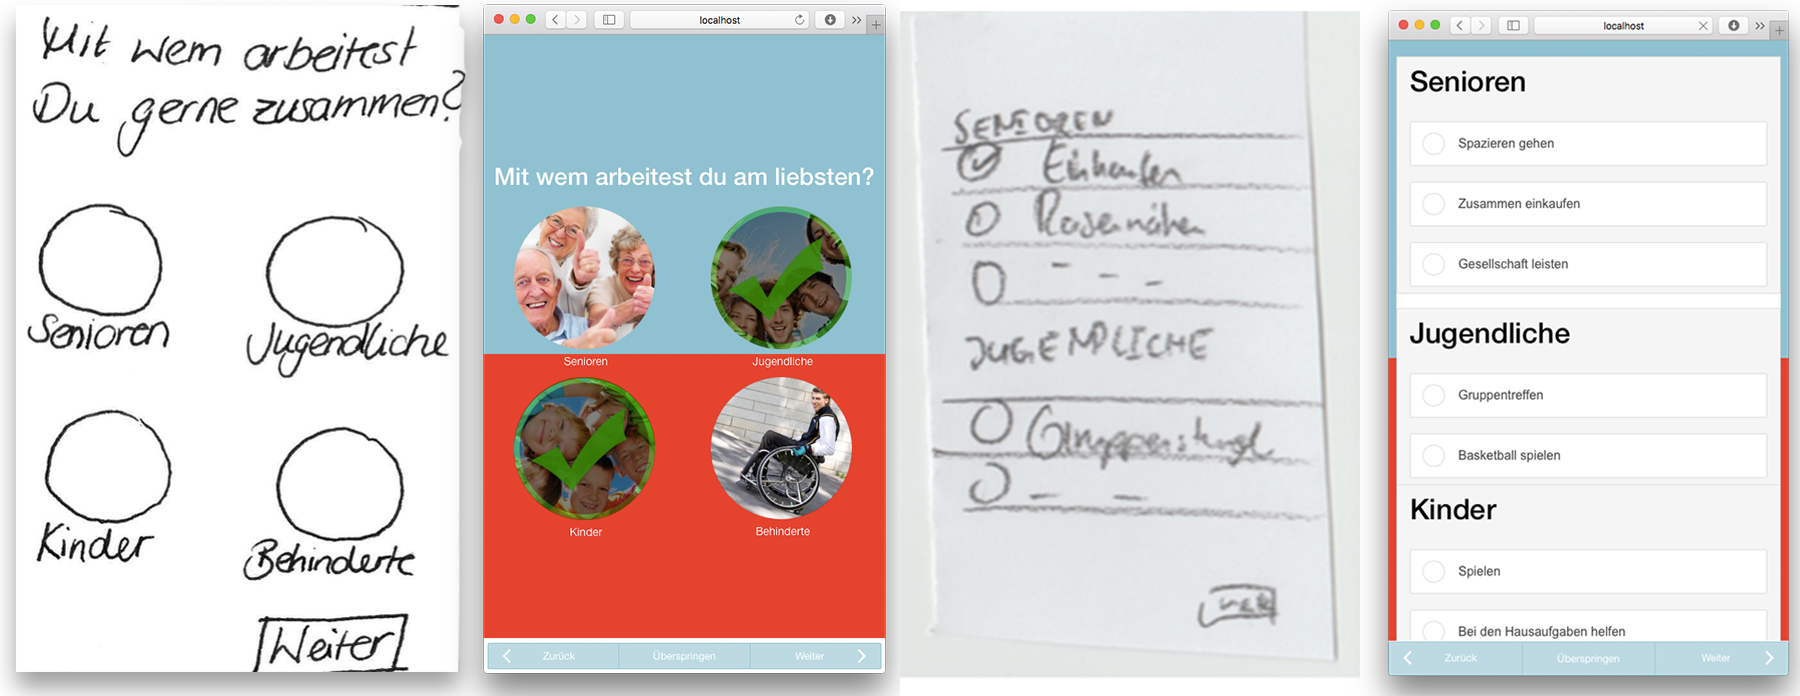 Mit wem arbeitest
Du gerne zusammen?
Senioren
Jugendliche
Kinder
Behinderte
Weiter
localhost
Mit wem arbeitest du am liebsten?
Senioren
Jugendliche
Kinder
Behinderte
Zurück
Überspringen
Weiter
SENIOREN
Einkaufen
Rasenmähen
JUGENDLICHE
localhost
Senioren
Spazieren gehen
Zusammen einkaufen
Gesellschaft leisten
Jugendliche
Gruppentreffen
Basketball spielen
Kinder
Spielen
Bei den Hausaufgaben helfen
Zurück
Überspringen
Weiter